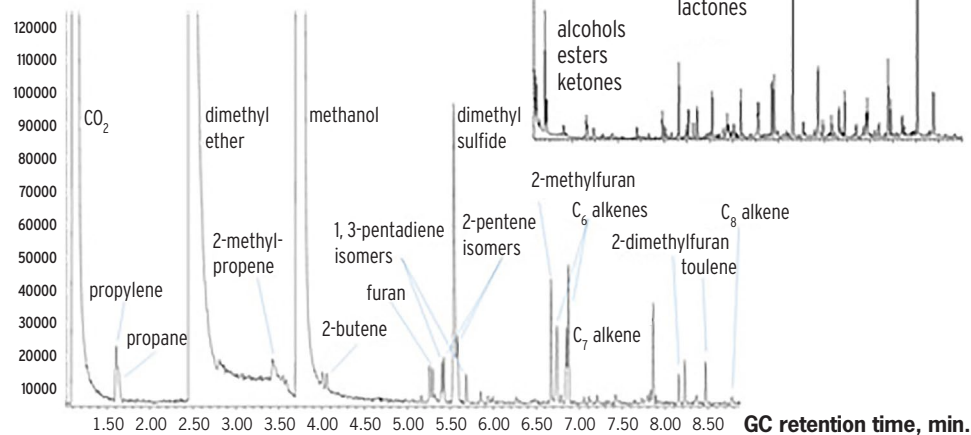 120000
110000
100000
90000
80000
70000
60000
50000
40000
30000
20000
10000
CO2
propylene
propane
dimethyl
ether
2-methyl-
propene
methanol
2-butene
1, 3-pentadiene
isomers
furan
dimethyl
sulfide
2-pentene
isomers
alcohols
esters
ketones
lactones
2-methylfuran
C6 alkenes
C7 alkene
2-dimethylfuran
toulene
C8 alkene
1.50 2.00 2.50 3.00 3.50 4.00 4.50 5.00 5.50 6.00 6.50 7.00 7.50 8.00 8.50
GC retention time, min.